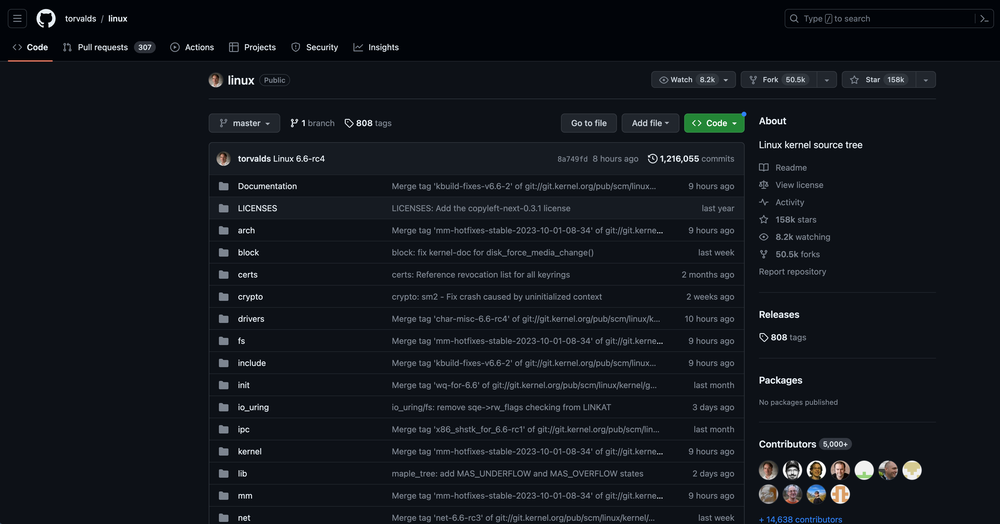 torvalds / linux
Type / to search
Code
Pull requests 307
Actions
Projects
Security
Insights
linux Public
Watch 8.2k
Fork 50.5k
Star 158k
master
1 branch
808 tags
Go to file
Add file
Code
torvalds Linux 6.6-rc4 8a749fd 8 hours ago 1,216,055 commits
Documentation Merge tag 'kbuild-fixes-v6.6-2' of git://git.kernel.org/pub/scm/linux... 9 hours ago
LICENSES LICENSES: Add the copyleft-next-0.3.1 license last year
arch Merge tag 'mm-hotfixes-stable-2023-10-01-08-34' of git://git.kerne... 9 hours ago
block block: fix kernel-doc for disk_force_media_change() last week
certs certs: Reference revocation list for all keyrings 2 months ago
crypto crypto: sm2 - Fix crash caused by uninitialized context 2 weeks ago
drivers Merge tag 'char-misc-6.6-rc4' of git://git.kernel.org/pub/scm/linux/k... 10 hours ago
fs Merge tag 'mm-hotfixes-stable-2023-10-01-08-34' of git://git.kerne... 9 hours ago
include Merge tag 'kbuild-fixes-v6.6-2' of git://git.kernel.org/pub/scm/linux... 9 hours ago
init Merge tag 'wq-for-6.6' of git://git.kernel.org/pub/scm/linux/kernel/g... last month
io_uring io_uring/fs: remove sqe->rw_flags checking from LINKAT 3 days ago
ipc Merge tag 'x86_shstk_for_6.6-rc1' of git://git.kernel.org/pub/scm/lin... last month
kernel Merge tag 'mm-hotfixes-stable-2023-10-01-08-34' of git://git.kerne... 9 hours ago
lib maple_tree: add MAS_UNDERFLOW and MAS_OVERFLOW states 2 days ago
mm Merge tag 'mm-hotfixes-stable-2023-10-01-08-34' of git://git.kerne... 9 hours ago
net Merge tag 'net-6.6-rc3' of git://git.kernel.org/pub/scm/linux/kernel/... last week
About
Linux kernel source tree
Readme
View license
Activity
158k stars
8.2k watching
50.5k forks
Report repository
Releases
808 tags
Packages
No packages published
Contributors 5,000+
+ 14,638 contributors